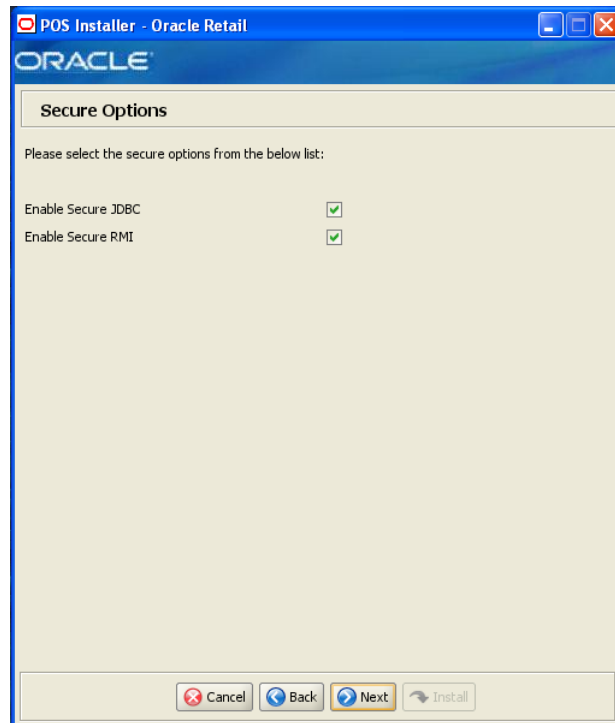 POS Installer - Oracle Retail
ORACLE
Secure Options
Please select the secure options from the below list:
Enable Secure JDBC
Enable Secure RMI
Cancel Back Next Install